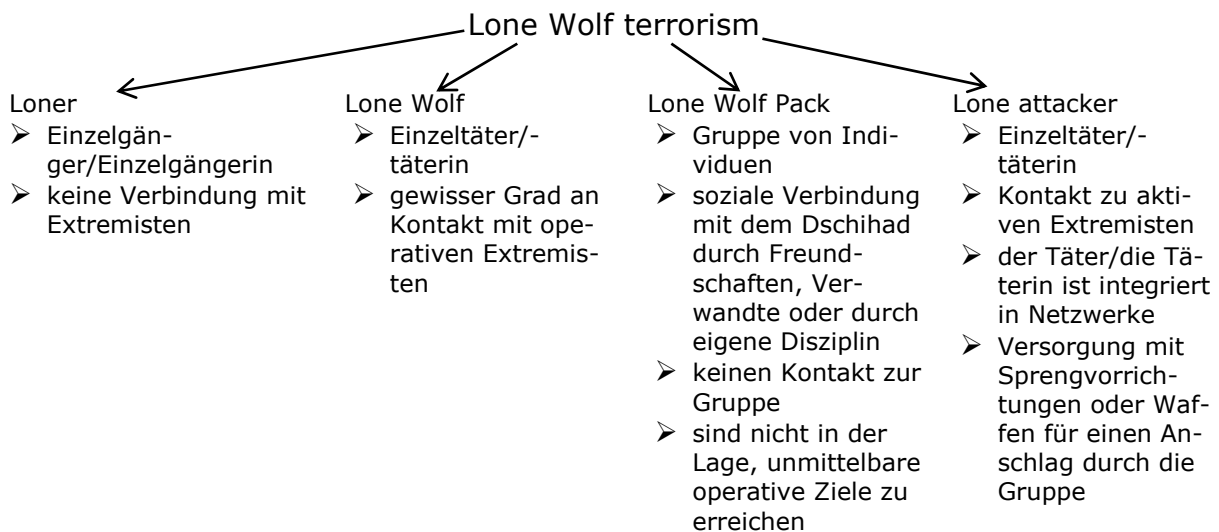 Lone Wolf terrorism
Loner
➢ Einzelgän-
ger/Einzelgängerin
➢ keine Verbindung mit
Extremisten
Lone Wolf
➢ Einzeltäter/-
täterin
➢ gewisser Grad an
Kontakt mit ope-
rativen Extremis-
ten
Lone Wolf Pack
➢ Gruppe von Indi-
viduen
➢ soziale Verbindung
mit dem Dschihad
durch Freund-
schaften, Ver-
wandte oder durch
eigene Disziplin
➢ keinen Kontakt zur
Gruppe
➢ sind nicht in der
Lage, unmittelbare
operative Ziele zu
erreichen
Lone attacker
➢ Einzeltäter/-
täterin
➢ Kontakt zu akti-
ven Extremisten
➢ der Täter/die Tä-
terin ist integriert
in Netzwerke
➢ Versorgung mit
Sprengvorrich-
tungen oder Waf-
fen für einen An-
schlag durch die
Gruppe